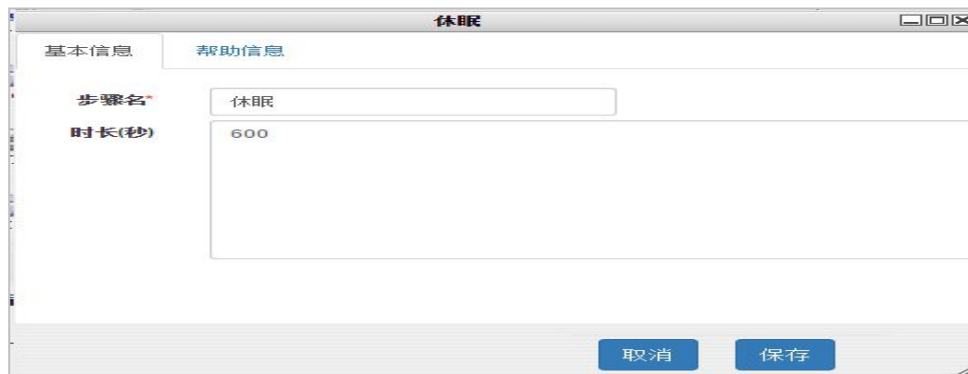 休眠
基本信息 帮助信息
步骤名* 休眠
时长(秒) 600
取消 保存